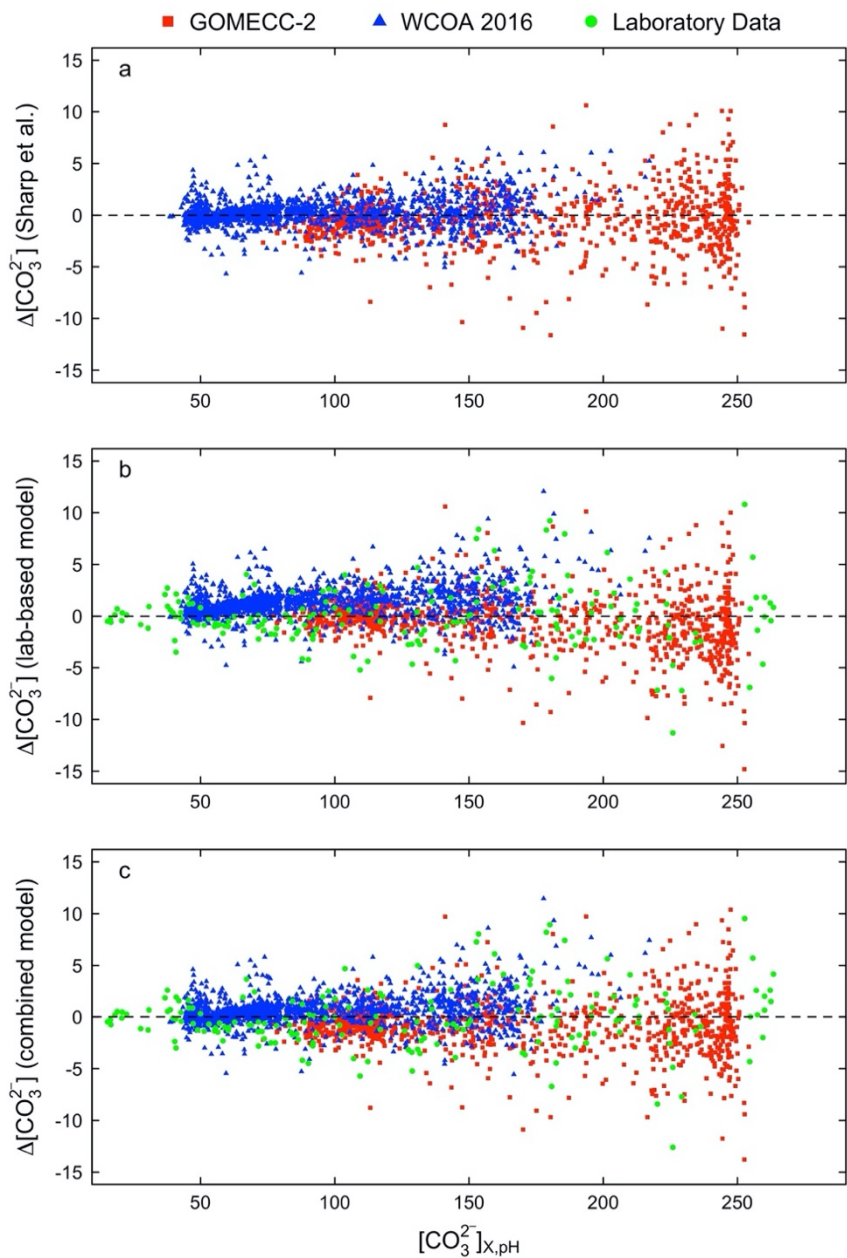 GOMECC-2 WCOA 2016 Laboratory Data
a
Δ[CO₃²⁻] (Sharp et al.)
15
10
5
0
-5
-10
-15
50 100 150 200 250
b
Δ[CO₃²⁻] (lab-based model)
15
10
5
0
-5
-10
-15
50 100 150 200 250
c
Δ[CO₃²⁻] (combined model)
15
10
5
0
-5
-10
-15
50 100 150 200 250
[CO₃²⁻]X,pH